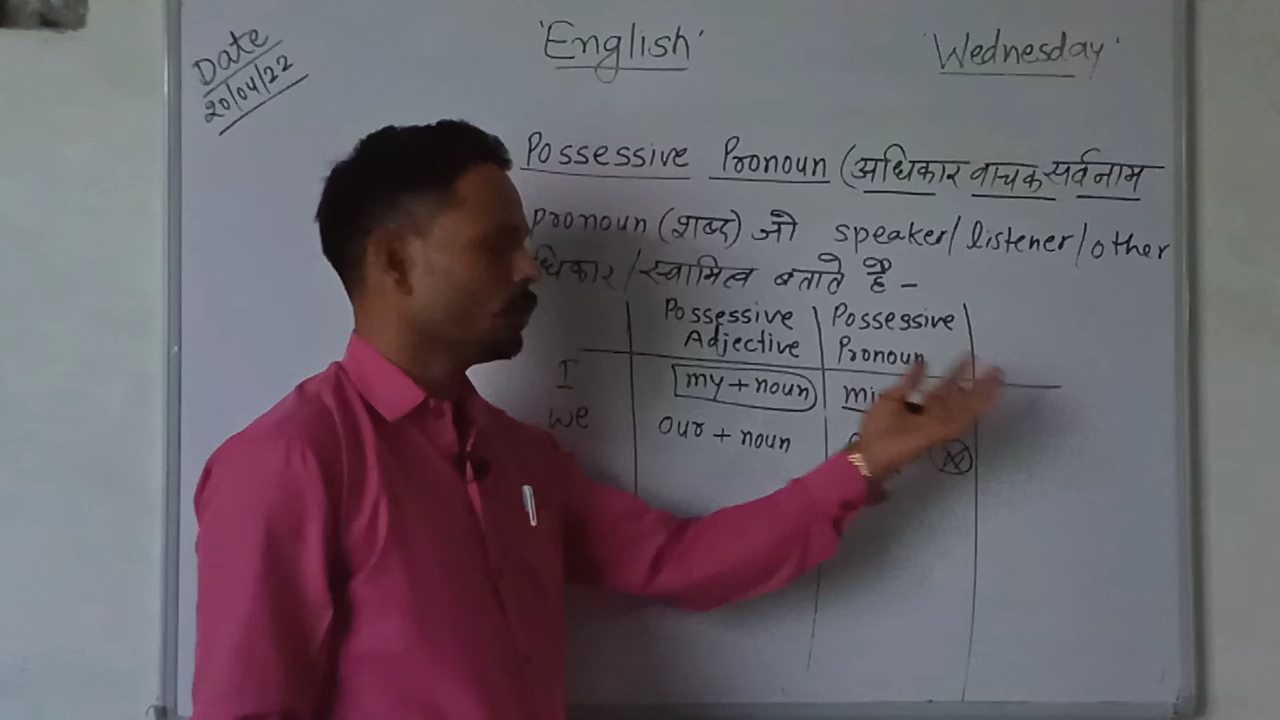 Date
20/04/22
'English'
'Wednesday'
Possessive Pronoun (अधिकार वाचक सर्वनाम
pronoun (शब्द) जो speaker/listener/other
/स्वामित्व बताते है -
Possessive Adjective
Possessive Pronoun
I
my + noun
we
our + noun